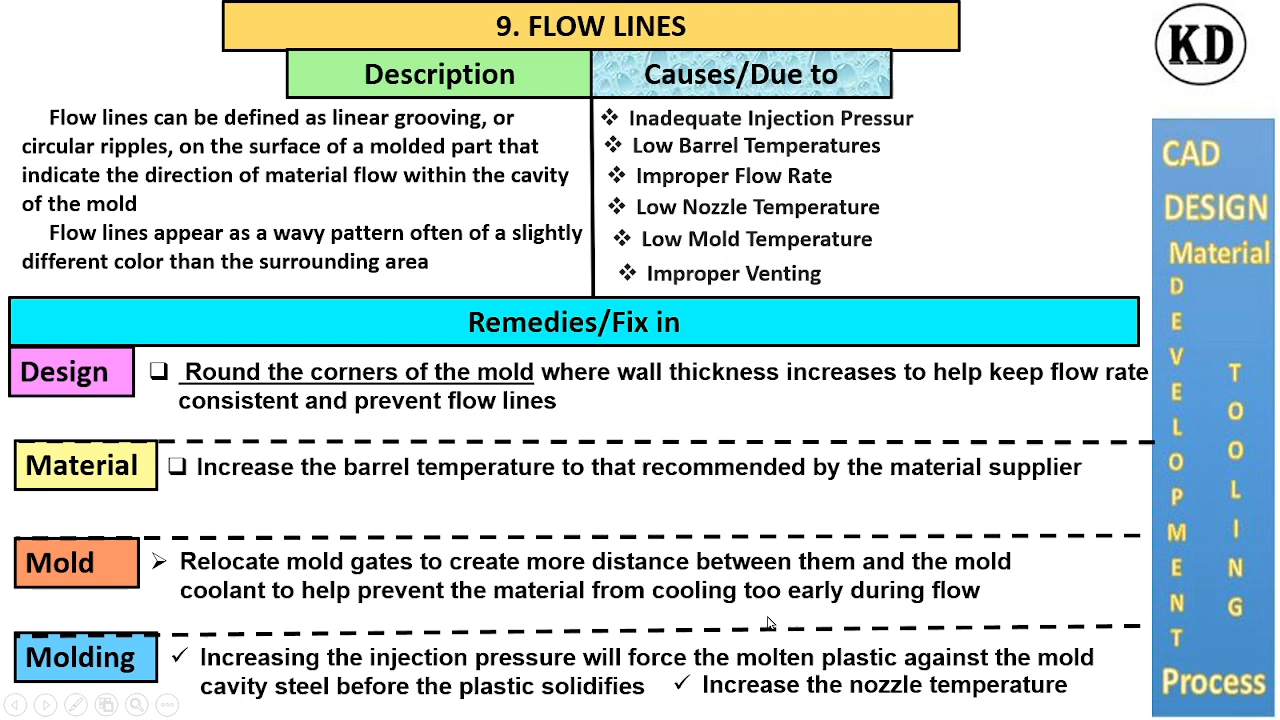 9. FLOW LINES
KD
Description
Causes/Due to
Flow lines can be defined as linear grooving, or
circular ripples, on the surface of a molded part that
indicate the direction of material flow within the cavity
of the mold
Flow lines appear as a wavy pattern often of a slightly
different color than the surrounding area
❖ Inadequate Injection Pressur
❖ Low Barrel Temperatures
❖ Improper Flow Rate
❖ Low Nozzle Temperature
❖ Low Mold Temperature
❖ Improper Venting
Remedies/Fix in
Design
❑ Round the corners of the mold where wall thickness increases to help keep flow rate
consistent and prevent flow lines
Material
❑ Increase the barrel temperature to that recommended by the material supplier
Mold
➢ Relocate mold gates to create more distance between them and the mold
coolant to help prevent the material from cooling too early during flow
Molding
✓ Increasing the injection pressure will force the molten plastic against the mold
cavity steel before the plastic solidifies ✓ Increase the nozzle temperature
CAD
DESIGN
Material
DEVELOPMENT
TOOLING
Process